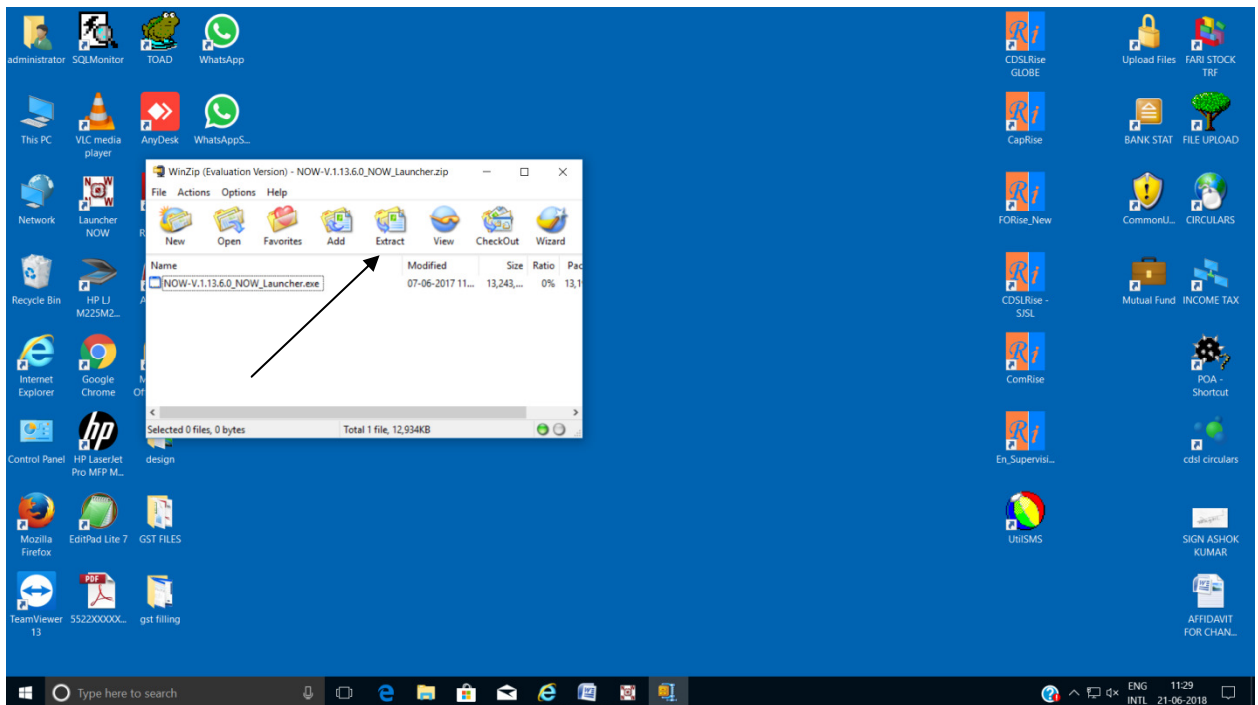 administrator
SQLMonitor
TOAD
WhatsApp
CDSLRise
GLOBE
Upload Files
FARI STOCK
TRF
This PC
VLC media
player
AnyDesk
WhatsAppS...
CapRise
BANK STAT
FILE UPLOAD
WinZip (Evaluation Version) - NOW-V.1.13.6.0_NOW_Launcher.zip
File Actions Options Help
New Open Favorites Add Extract View CheckOut Wizard
Name Modified Size Ratio Pac
NOW-V.1.13.6.0_NOW_Launcher.exe 07-06-2017 11... 13,243,... 0%
Selected 0 files, 0 bytes Total 1 file, 12,934KB
Network
Launcher
NOW
FORise_New
CommonU...
CIRCULARS
Recycle Bin
HP LJ
M225M2...
CDSLRise -
SJSL
Mutual Fund
INCOME TAX
Internet
Explorer
Google
Chrome
ComRise
POA -
Shortcut
Control Panel
hp
HP LaserJet
Pro MFP M...
design
En_Supervisi...
cdsl circulars
Mozilla
Firefox
EditPad Lite 7
GST FILES
UtilSMS
SIGN ASHOK
KUMAR
TeamViewer
13
PDF
5522XXXXX...
gst filling
AFFIDAVIT
FOR CHAN...
Type here to search
ENG
INTL
11:29
21-06-2018